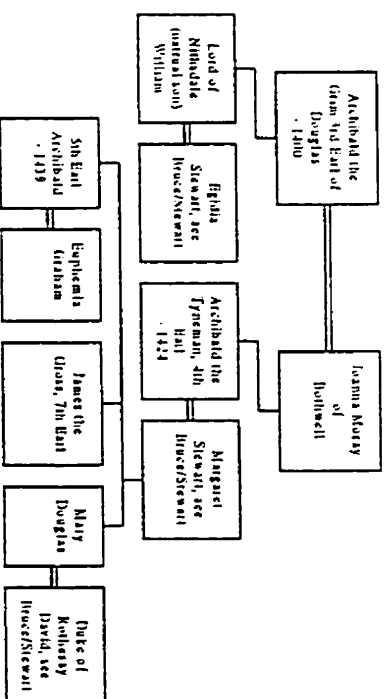 Archibald the
Grim 3rd Earl of
Douglas
- 1400
Joanna Moray
of
Bothwell
Lord of
Nithsdale
(natrual son)
William
Egidia
Stewart, see
Bruce/Stewart
Archibald the
Tyneman, 4th
Earl
- 1424
Margaret
Stewart, see
Bruce/Stewart
5th Earl
Archibald
- 1439
Euphemia
Graham
James the
Gross, 7th Earl
Mary
Douglas
Duke of
Rothesay
David, see
Bruce/Stewart